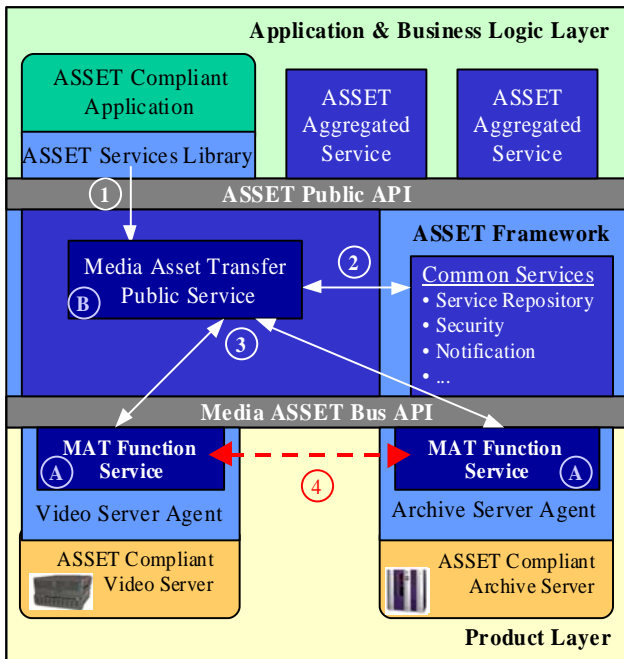 Application & Business Logic Layer
ASSET Compliant
Application
ASSET Services Library
ASSET
Aggregated
Service
ASSET
Aggregated
Service
1
ASSET Public API
ASSET Framework
Media Asset Transfer
Public Service
B
2
Common Services
• Service Repository
• Security
• Notification
• ...
3
Media ASSET Bus API
MAT Function
Service
A
4
MAT Function
Service
A
Video Server Agent
Archive Server Agent
ASSET Compliant
Video Server
ASSET Compliant
Archive Server
Product Layer